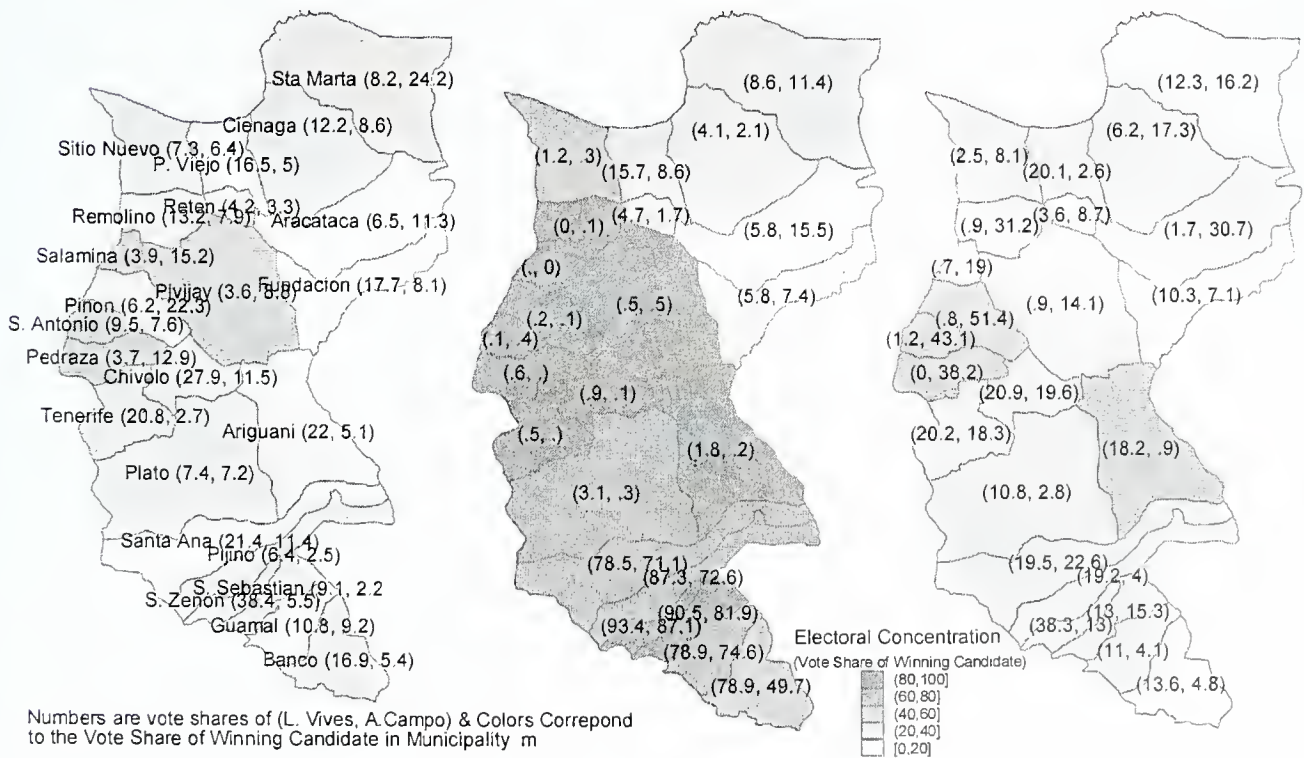 Sta Marta (8.2, 24.2)
Cienaga (12.2, 8.6)
Sitio Nuevo (7.3, 6.4)
P. Viejo (16.5, 5)
Reten (4.2, 3.3)
Remolino (13.2, 7.9)
Aracataca (6.5, 11.3)
Salamina (3.9, 15.2)
Fundacion (17.7, 8.1)
Pivijay (3.6, 8.8)
Pinon (6.2, 22.3)
S. Antonio (9.5, 7.6)
Pedraza (3.7, 12.9)
Chivolo (27.9, 11.5)
Tenerife (20.8, 2.7)
Ariguani (22, 5.1)
Plato (7.4, 7.2)
Santa Ana (21.4, 11.4)
Pijino (6.4, 2.5)
S. Sebastian (9.1, 2.2
S. Zenon (38.4, 5.5)
Guamal (10.8, 9.2)
Banco (16.9, 5.4)
(8.6, 11.4)
(4.1, 2.1)
(1.2, .3)
(15.7, 8.6)
(4.7, 1.7)
(0, .1)
(5.8, 15.5)
(., 0)
(.5, .5)
(5.8, 7.4)
(.2, .1)
(.1, .4)
(.6, .)
(.9, .1)
(.5, .)
(1.8, .2)
(3.1, .3)
(78.5, 71.1)
(87.3, 72.6)
(90.5, 81.9)
(93.4, 87.1)
(78.9, 74.6)
(78.9, 49.7)
(12.3, 16.2)
(6.2, 17.3)
(2.5, 8.1)
(20.1, 2.6)
(3.6, 8.7)
(.9, 31.2)
(1.7, 30.7)
(.7, 19)
(10.3, 7.1)
(.9, 14.1)
(.8, 51.4)
(1.2, 43.1)
(0, 38.2)
(20.9, 19.6)
(20.2, 18.3)
(18.2, .9)
(10.8, 2.8)
(19.5, 22.6)
(19.2, 4)
(13, 15.3)
(38.3, 13)
(11, 4.1)
(13.6, 4.8)
Electoral Concentration
(Vote Share of Winning Candidate)
(80,100]
(60,80]
(40,60]
(20,40]
[0,20]
Numbers are vote shares of (L. Vives, A.Campo) & Colors Correpond
to the Vote Share of Winning Candidate in Municipality m